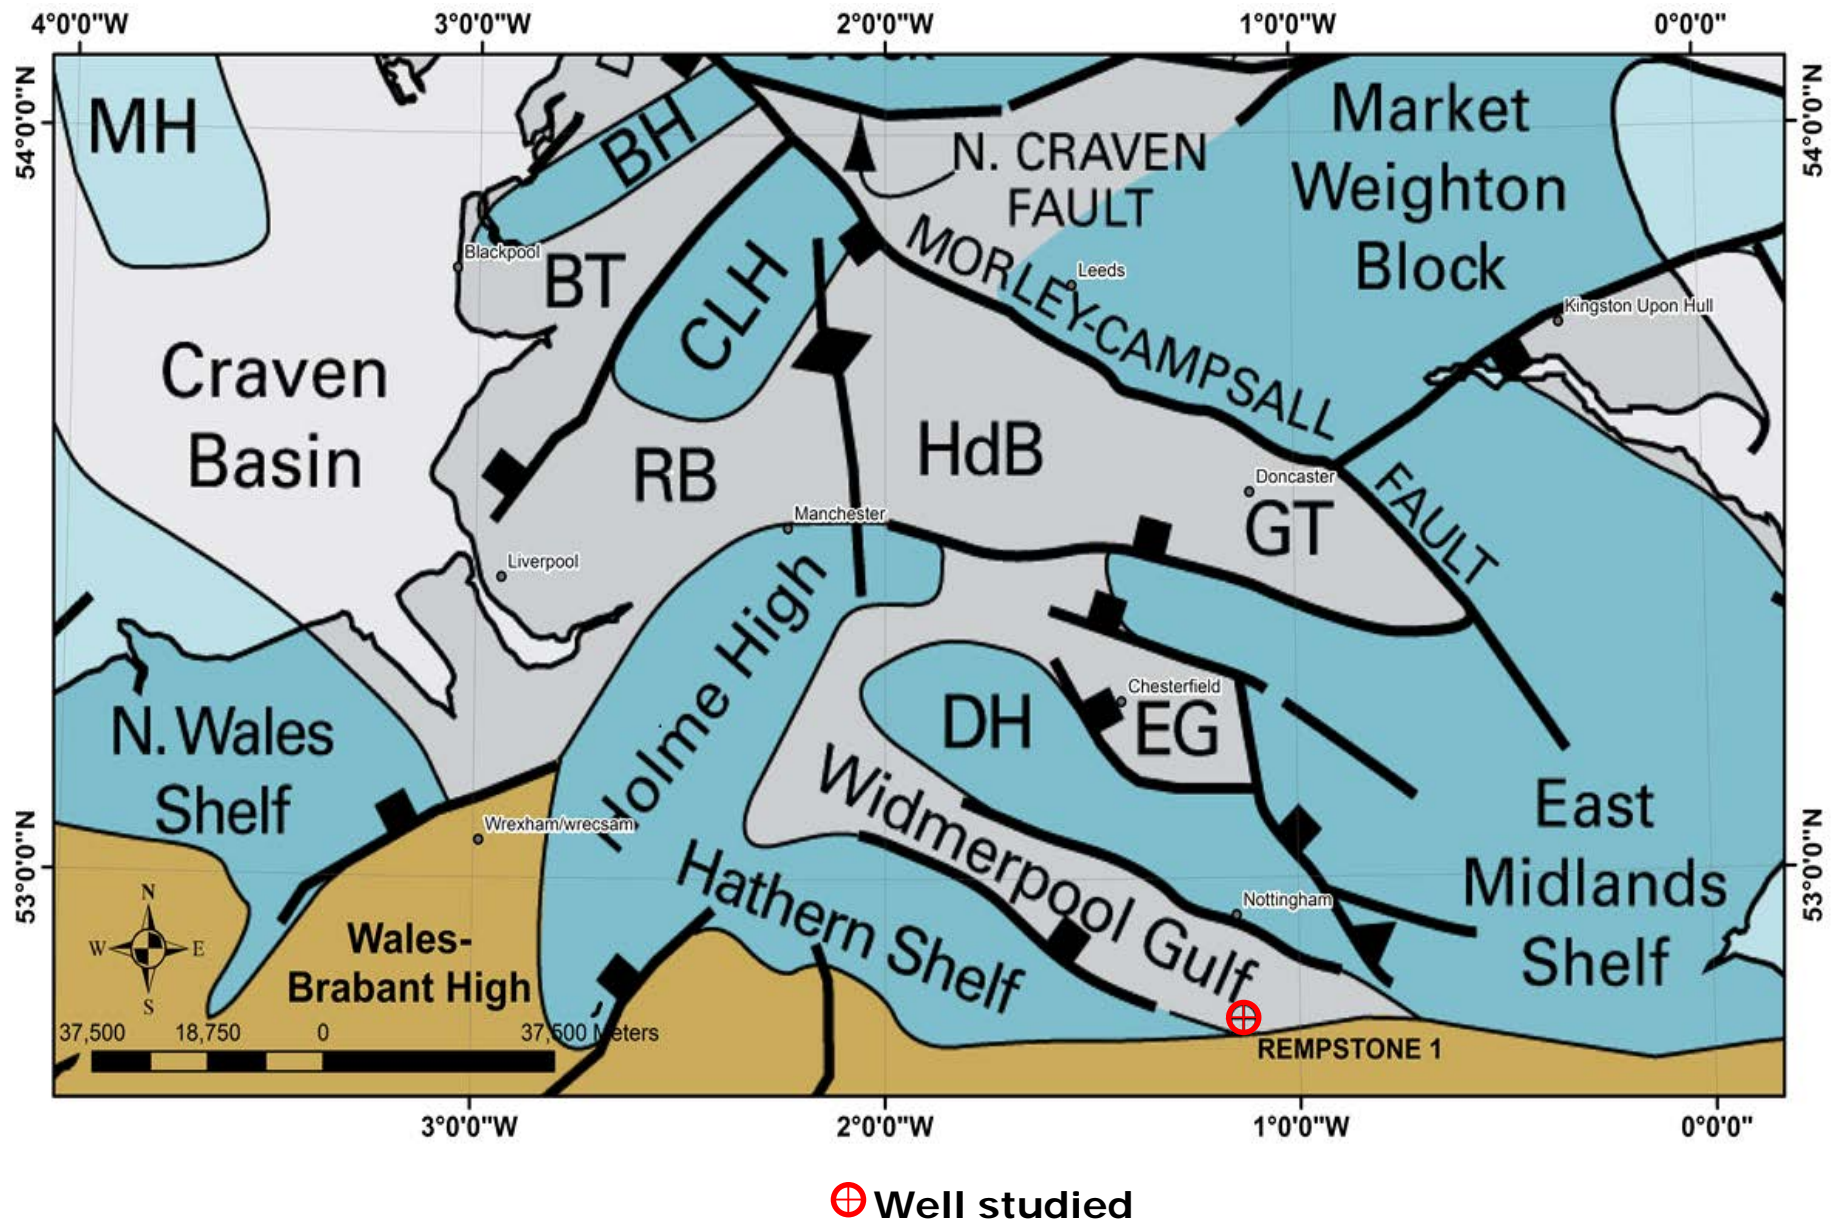 4°0'0"W
3°0'0"W
2°0'0"W
1°0'0"W
0°0'0"
54°0'0"N
54°0'0"N
MH
BH
Block
N. CRAVEN
FAULT
Market
Weighton
Block
Blackpool
BT
CLH
MORLEY-CAMPSALL
FAULT
Leeds
Kingston Upon Hull
Craven
Basin
RB
HdB
Doncaster
GT
Manchester
Liverpool
Holme High
Chesterfield
DH
EG
N. Wales
Shelf
Widmerpool Gulf
East
Midlands
Shelf
Wrexham/wrecsam
Hathern Shelf
Nottingham
53°0'0"N
53°0'0"N
N
W
E
S
Wales-
Brabant High
37,500
18,750
0
37,500 Meters
REMPSTONE 1
3°0'0"W
2°0'0"W
1°0'0"W
0°0'0"
Well studied